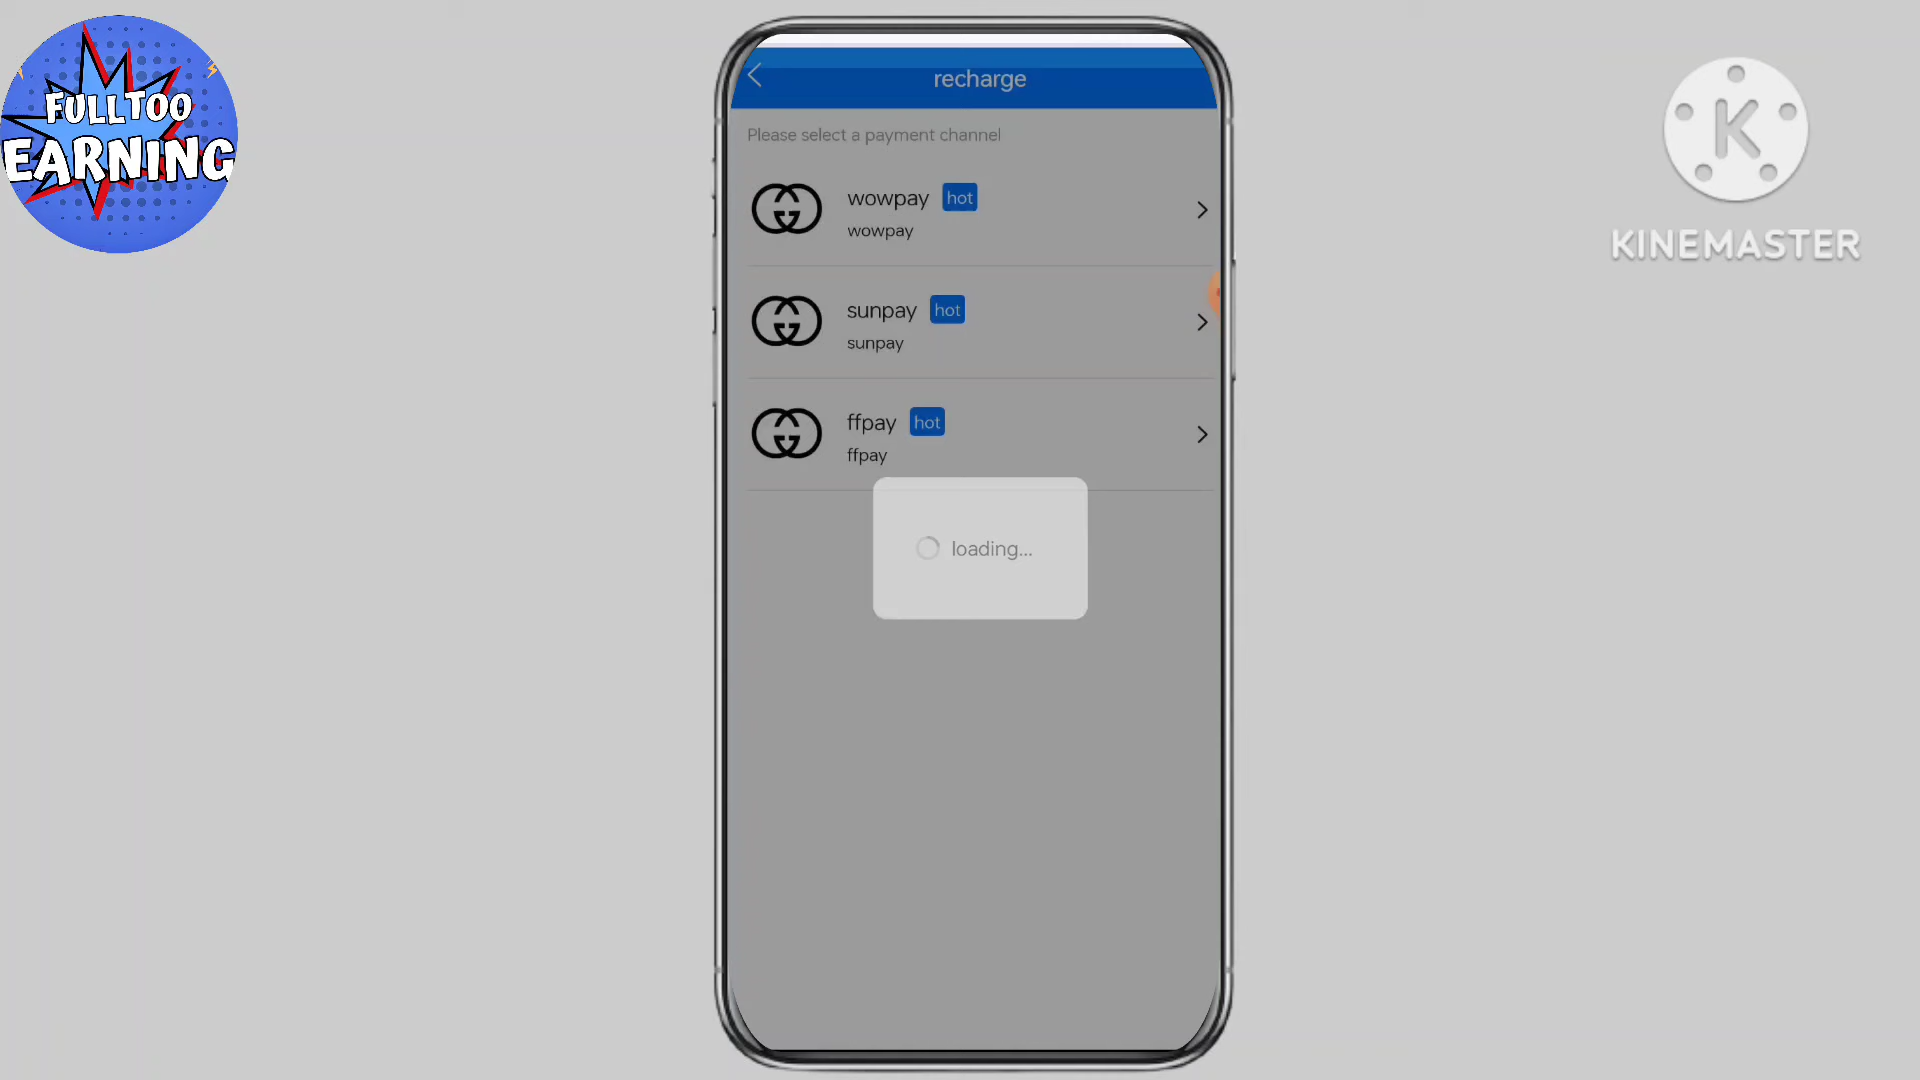 FULLTOO
EARNING
recharge
Please select a payment channel
wowpay hot
wowpay
sunpay hot
sunpay
ffpay hot
ffpay
loading...
K
KINEMASTER